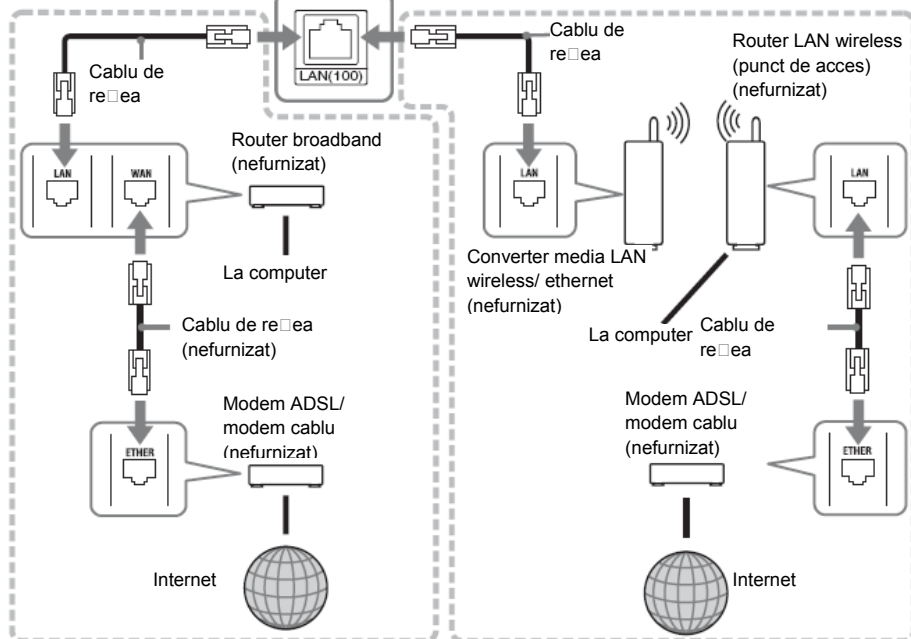 LAN(100)
Cablu de
re□ea
LAN
WAN
Router broadband
(nefurnizat)
La computer
Cablu de re□ea
(nefurnizat)
ETHER
Modem ADSL/
modem cablu
(nefurnizat)
Internet
Cablu de
re□ea
Router LAN wireless
(punct de acces)
(nefurnizat)
LAN
LAN
Converter media LAN
wireless/ ethernet
(nefurnizat)
La computer
Cablu de
re□ea
Modem ADSL/
modem cablu
(nefurnizat)
ETHER
Internet